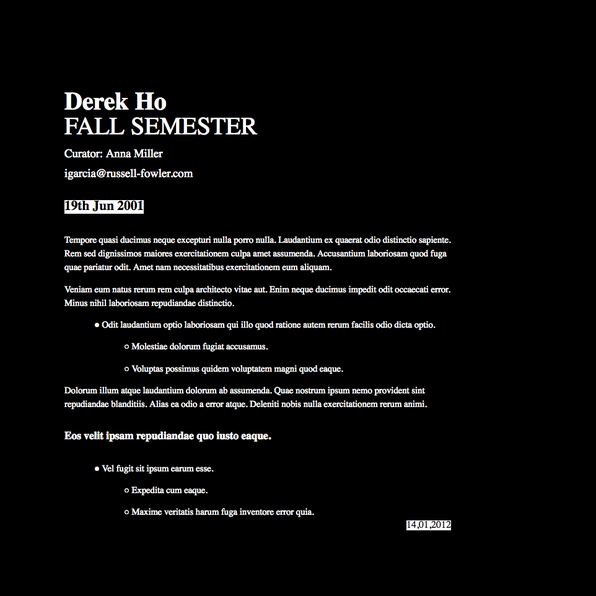 Derek Ho
FALL SEMESTER
Curator: Anna Miller
igarcia@russell-fowler.com
19th Jun 2001
Tempore quasi ducimus neque excepturi nulla porro nulla. Laudantium ex quaerat odio distinctio sapiente.
Rem sed dignissimos maiores exercitationem culpa amet assumenda. Accusantium laboriosam quod fuga
quae pariatur odit. Amet nam necessitatibus exercitationem eum aliquam.
Veniam eum natus rerum rem culpa architecto vitae aut. Enim neque ducimus impedit odit occaecati error.
Minus nihil laboriosam repudiandae distinctio.
● Odit laudantium optio laboriosam qui illo quod ratione autem rerum facilis odio dicta optio.
○ Molestiae dolorum fugiat accusamus.
○ Voluptas possimus quidem voluptatem magni quod eaque.
Dolorum illum atque laudantium dolorum ab assumenda. Quae nostrum ipsum nemo provident sint
repudiandae blanditiis. Alias ea odio a error atque. Deleniti nobis nulla exercitationem rerum animi.
Eos velit ipsam repudiandae quo iusto eaque.
● Vel fugit sit ipsum earum esse.
○ Expedita cum eaque.
○ Maxime veritatis harum fuga inventore error quia.
14,01,2012